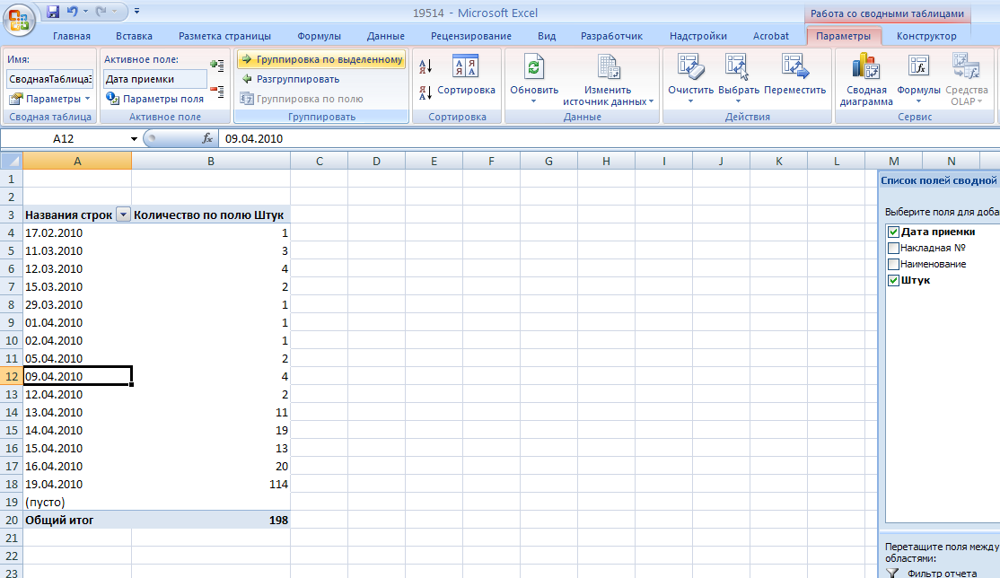 19514 - Microsoft Excel
Работа со сводными таблицами
Главная Вставка Разметка страницы Формулы Данные Рецензирование Вид Разработчик Надстройки Acrobat Параметры Конструктор
Имя:
СводнаяТаблица3
Параметры
Сводная таблица
Активное поле:
Дата приемки
Параметры поля
Активное поле
Группировка по выделенному
Разгруппировать
Группировка по полю
Группировать
Сортировка
Сортировка
Обновить
Изменить
источник данных
Данные
Очистить Выбрать Переместить
Действия
Сводная
диаграмма
Формулы
Средства
OLAP
Сервис
A12 fx 09.04.2010
A B C D E F G H I J K L M N
1
2
3 Названия строк Количество по полю Штук
4 17.02.2010 1
5 11.03.2010 3
6 12.03.2010 4
7 15.03.2010 2
8 29.03.2010 1
9 01.04.2010 1
10 02.04.2010 1
11 05.04.2010 2
12 09.04.2010 4
13 12.04.2010 2
14 13.04.2010 11
15 14.04.2010 19
16 15.04.2010 13
17 16.04.2010 20
18 19.04.2010 114
19 (пусто)
20 Общий итог 198
21
22
23
Список полей сводной
Выберите поля для доба
Дата приемки
Накладная №
Наименование
Штук
Перетащите поля между
областями:
Фильтр отчета